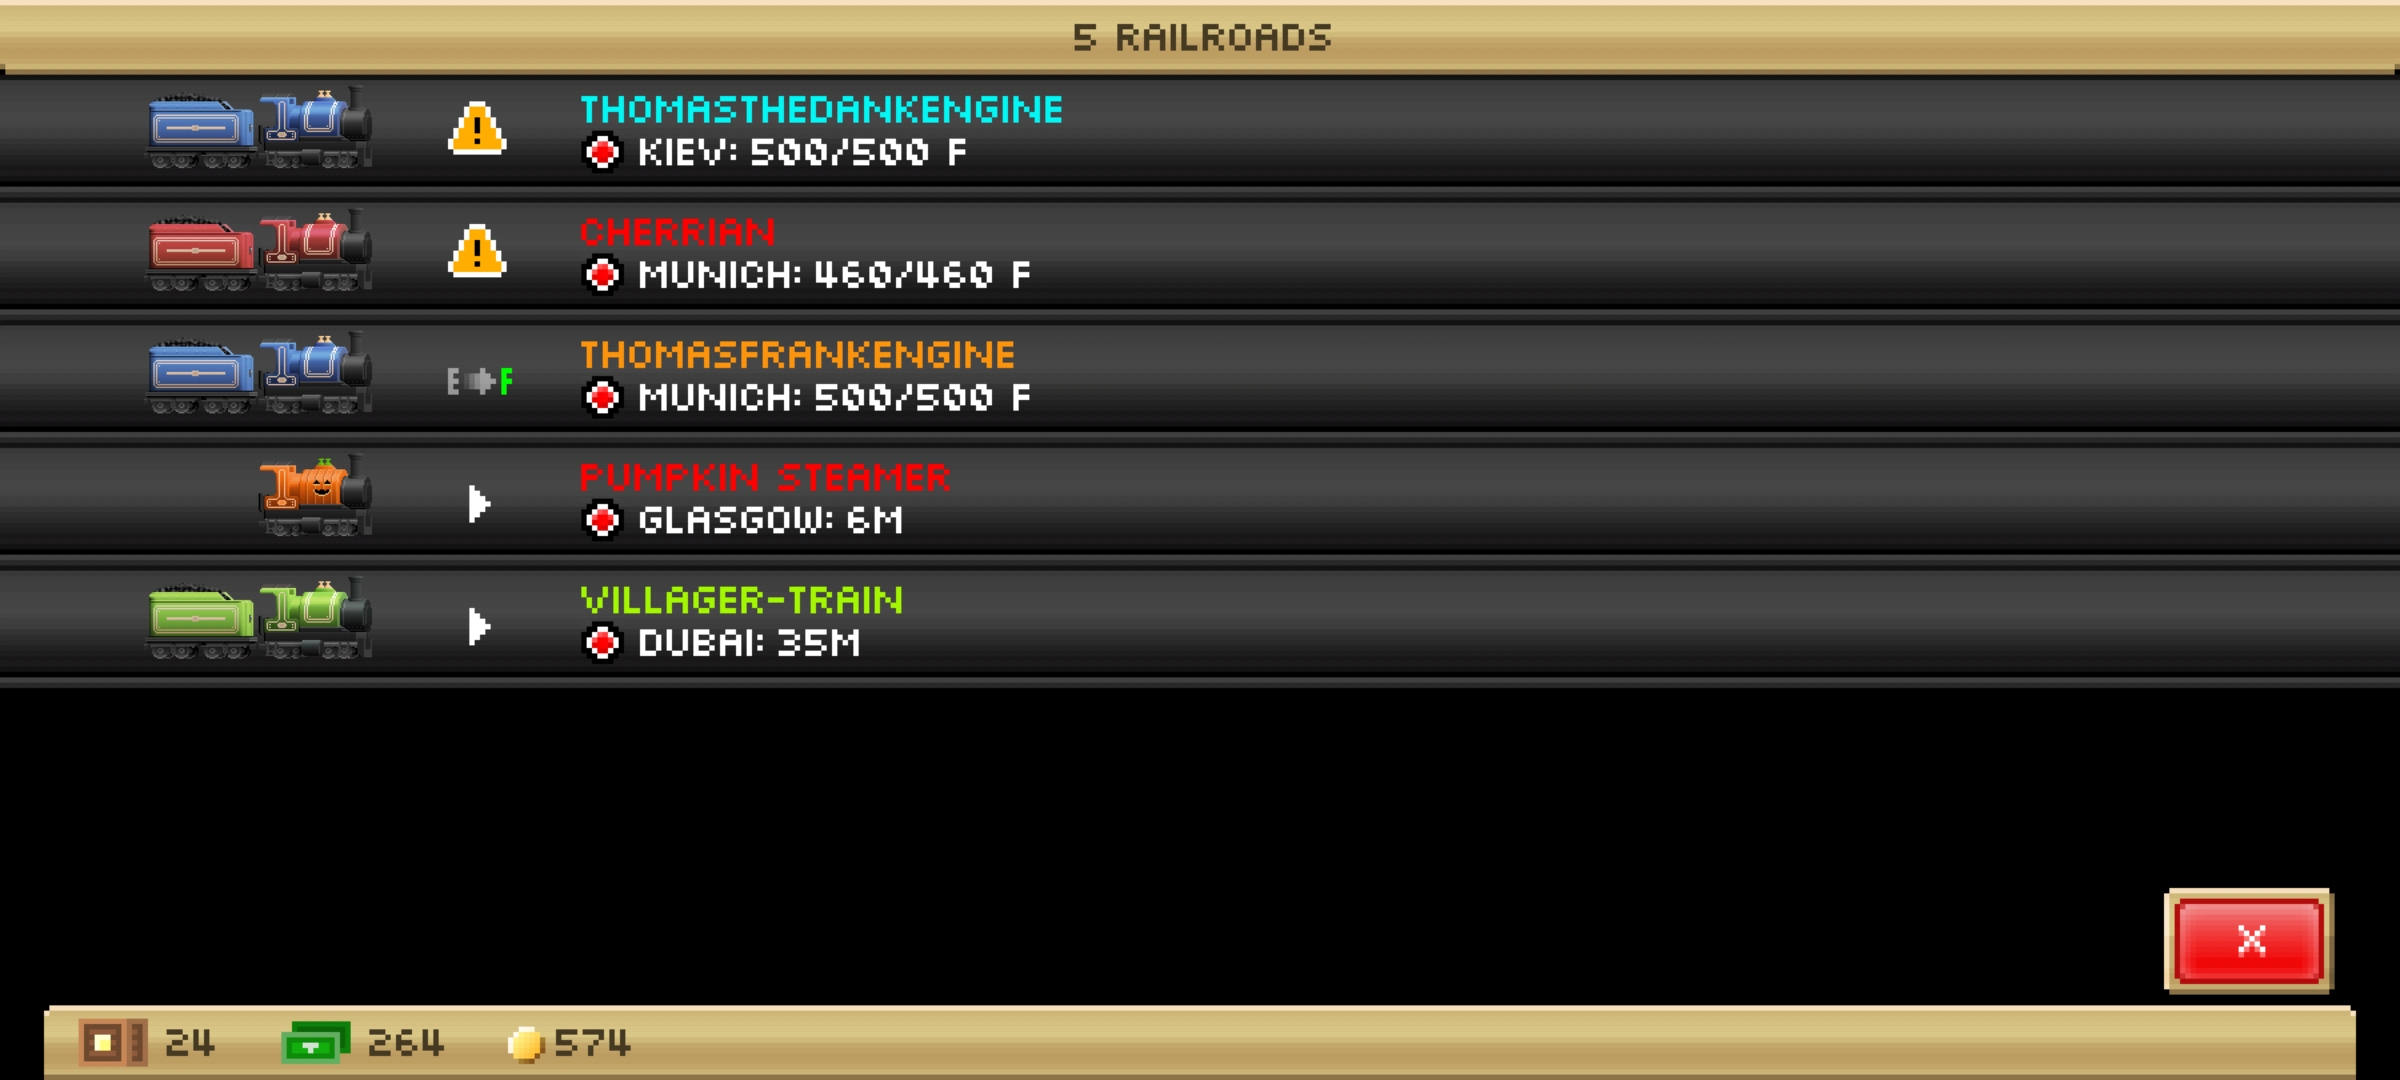 5 RAILROADS
THOMASTHEDANKENGINE
KIEV: 500/500 F
CHERRIAN
MUNICH: 460/460 F
THOMASFRANKENGINE
E F
MUNICH: 500/500 F
PUMPKIN STEAMER
GLASGOW: 6M
VILLAGER-TRAIN
DUBAI: 35M
X
24 264 574